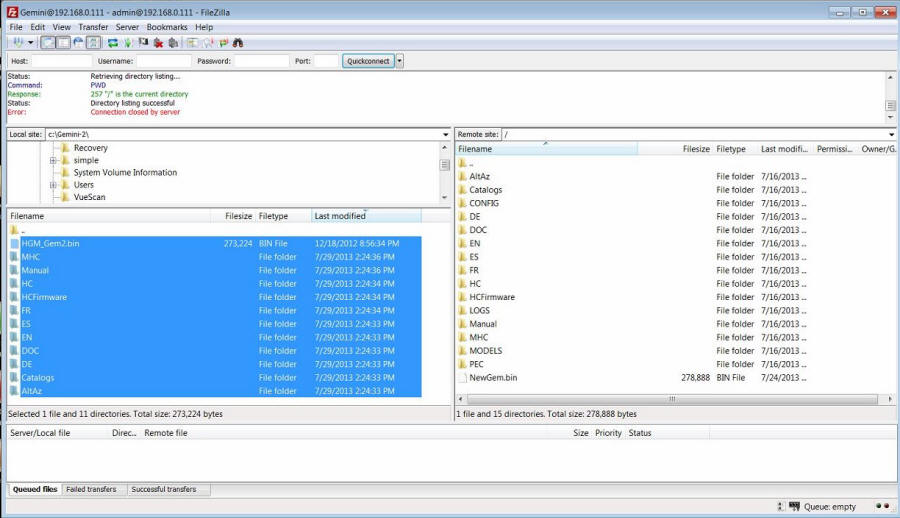 Gemini@192.168.0.111 - admin@192.168.0.111 - FileZilla
File Edit View Transfer Server Bookmarks Help
Host: Username: Password: Port: Quickconnect
Status: Retrieving directory listing...
Command: PWD
Response: 257 "/" is the current directory
Status: Directory listing successful
Error: Connection closed by server
Local site: c:\Gemini-2\
Recovery
simple
System Volume Information
Users
VueScan
Filename Filesize Filetype Last modified
..
HGM_Gem2.bin 273,224 BIN File 12/18/2012 8:56:34 PM
MHC File folder 7/29/2013 2:24:36 PM
Manual File folder 7/29/2013 2:24:36 PM
HC File folder 7/29/2013 2:24:34 PM
HCFirmware File folder 7/29/2013 2:24:34 PM
FR File folder 7/29/2013 2:24:34 PM
ES File folder 7/29/2013 2:24:33 PM
EN File folder 7/29/2013 2:24:33 PM
DOC File folder 7/29/2013 2:24:33 PM
DE File folder 7/29/2013 2:24:33 PM
Catalogs File folder 7/29/2013 2:24:33 PM
AltAz File folder 7/29/2013 2:24:33 PM
Selected 1 file and 11 directories. Total size: 273,224 bytes
Remote site: /
Filename Filesize Filetype Last modifi... Permissi... Owner/G...
..
AltAz File folder 7/16/2013 ...
Catalogs File folder 7/16/2013 ...
CONFIG File folder 7/16/2013 ...
DE File folder 7/16/2013 ...
DOC File folder 7/16/2013 ...
EN File folder 7/16/2013 ...
ES File folder 7/16/2013 ...
FR File folder 7/16/2013 ...
HC File folder 7/16/2013 ...
HCFirmware File folder 7/16/2013 ...
LOGS File folder 7/16/2013 ...
Manual File folder 7/16/2013 ...
MHC File folder 7/16/2013 ...
MODELS File folder 7/16/2013 ...
PEC File folder 7/16/2013 ...
NewGem.bin 278,888 BIN File 7/24/2013 ...
1 file and 15 directories. Total size: 278,888 bytes
Server/Local file Direc... Remote file Size Priority Status
Queued files Failed transfers Successful transfers
Queue: empty